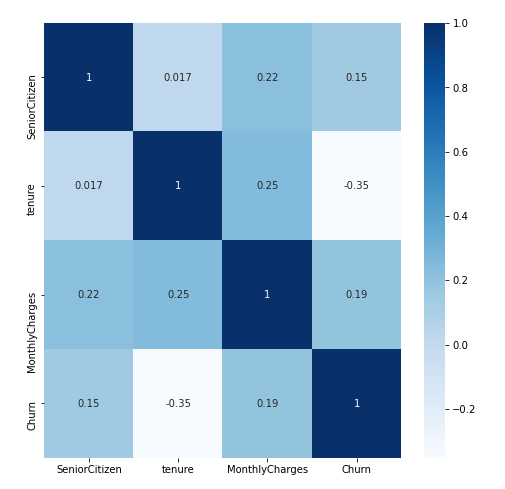 SeniorCitizen 1 0.017 0.22 0.15
tenure 0.017 1 0.25 -0.35
MonthlyCharges 0.22 0.25 1 0.19
Churn 0.15 -0.35 0.19 1
SeniorCitizen tenure MonthlyCharges Churn
1.0
0.8
0.6
0.4
0.2
0.0
−0.2